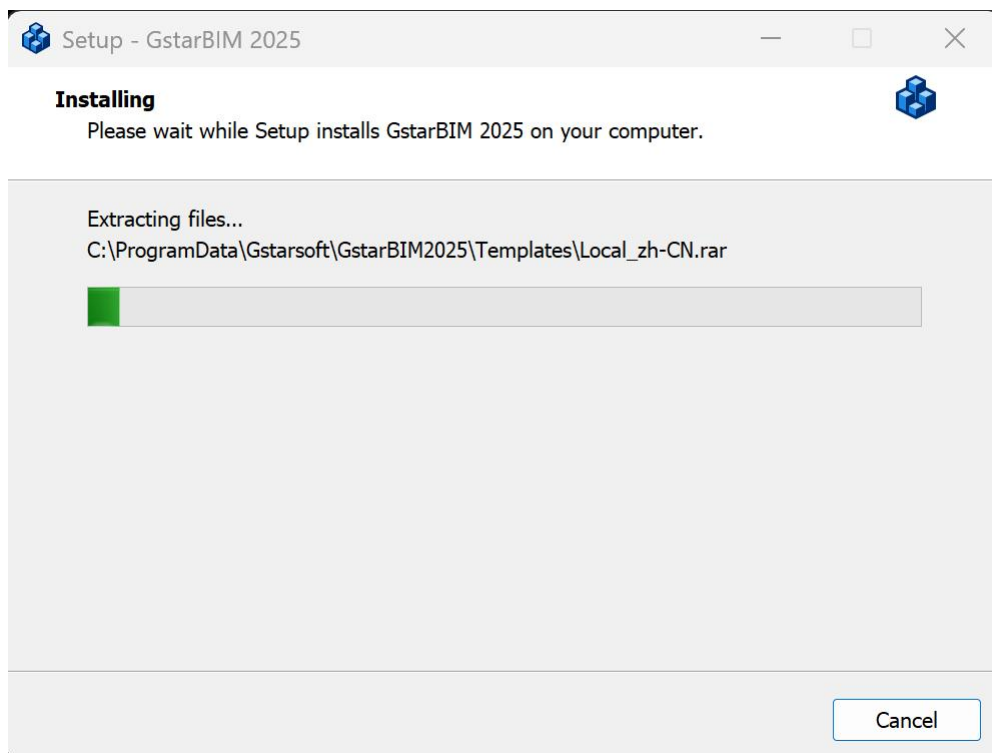 Setup - GstarBIM 2025
Installing
Please wait while Setup installs GstarBIM 2025 on your computer.
Extracting files...
C:\ProgramData\Gstarsoft\GstarBIM2025\Templates\Local_zh-CN.rar
Cancel